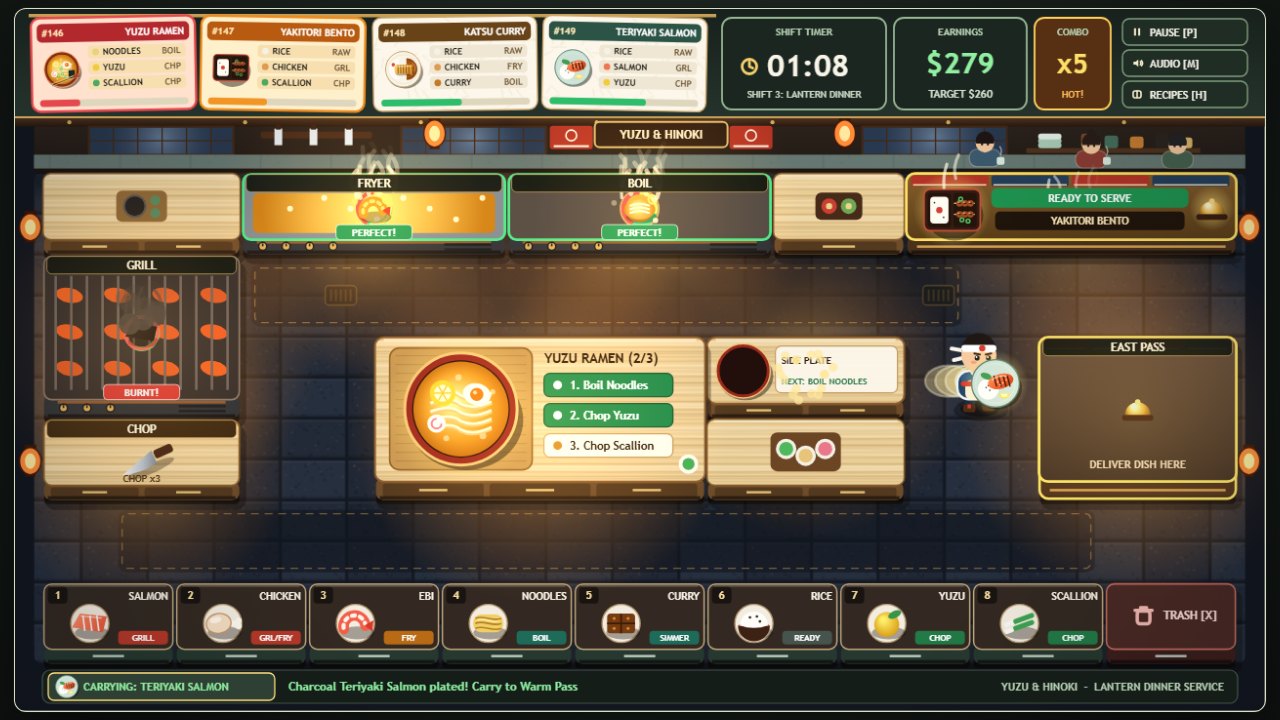 #146 YUZU RAMEN
NOODLES BOIL
YUZU CHP
SCALLION CHP
#147 YAKITORI BENTO
RICE RAW
CHICKEN GRL
SCALLION CHP
#148 KATSU CURRY
RICE RAW
CHICKEN FRY
CURRY BOIL
#149 TERIYAKI SALMON
RICE RAW
SALMON GRL
YUZU CHP
SHIFT TIMER
01:08
SHIFT 3: LANTERN DINNER
EARNINGS
$279
TARGET $260
COMBO
x5
HOT!
PAUSE [P]
AUDIO [M]
RECIPES [H]
YUZU & HINOKI
FRYER
PERFECT!
BOIL
PERFECT!
READY TO SERVE
YAKITORI BENTO
GRILL
BURNT!
CHOP
CHOP x3
YUZU RAMEN (2/3)
1. Boil Noodles
2. Chop Yuzu
3. Chop Scallion
SIDE PLATE
NEXT: BOIL NOODLES
EAST PASS
DELIVER DISH HERE
1 SALMON
GRILL
2 CHICKEN
GRL/FRY
3 EBI
FRY
4 NOODLES
BOIL
5 CURRY
SIMMER
6 RICE
READY
7 YUZU
CHOP
8 SCALLION
CHOP
TRASH [X]
CARRYING: TERIYAKI SALMON
Charcoal Teriyaki Salmon plated! Carry to Warm Pass
YUZU & HINOKI - LANTERN DINNER SERVICE